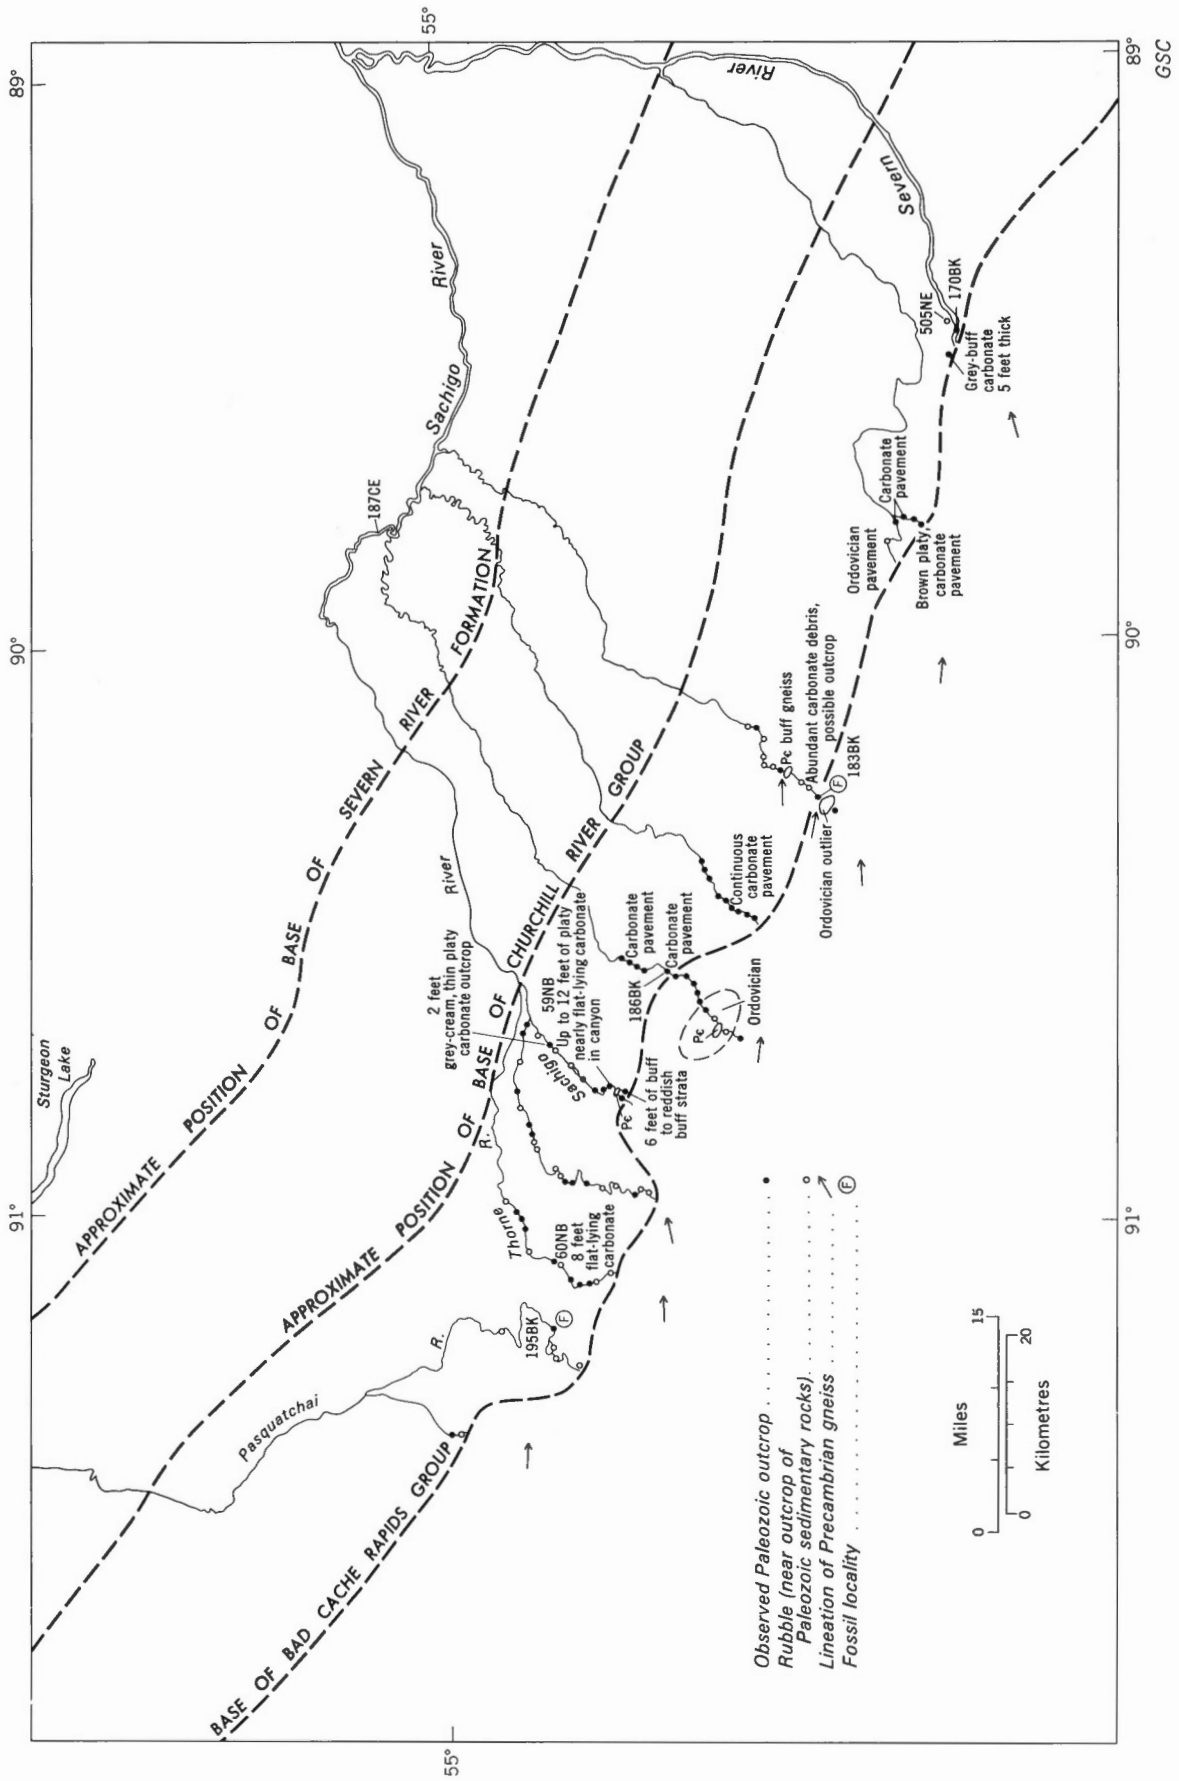 55°
89°
90°
91°
89°
90°
91°
55°
GSC
Sturgeon
Lake
APPROXIMATE POSITION OF BASE OF SEVERN RIVER FORMATION
APPROXIMATE POSITION OF BASE OF CHURCHILL RIVER GROUP
BASE OF BAD CACHE RAPIDS GROUP
Pasquatchai
R.
Thorne
R.
Sachigo
River
Sachigo
River
Severn
River
187CE
195BK
F
60NB
8 feet
flat-lying
carbonate
2 feet
grey-cream, thin platy
carbonate outcrop
59NB
Up to 12 feet of platy
nearly flat-lying carbonate
in canyon
Pє
6 feet of buff
to reddish
buff strata
186BK
Carbonate
pavement
Carbonate
pavement
Pє
Ordovician
Continuous
carbonate
pavement
Pє buff gneiss
Abundant carbonate debris,
possible outcrop
F
183BK
Ordovician outlier
Ordovician
pavement
Carbonate
pavement
Brown platy,
carbonate
pavement
505NE
170BK
Grey-buff
carbonate
5 feet thick
Observed Paleozoic outcrop . . . . . . . . . . . . . . . . .
Rubble (near outcrop of
Paleozoic sedimentary rocks). . . . . . . . . . . . . .
Lineation of Precambrian gneiss . . . . . . . . . . . .
Fossil locality . . . . . . . . . . . . . . . . . . . . . . . . F
Miles
0 15
0 20
Kilometres